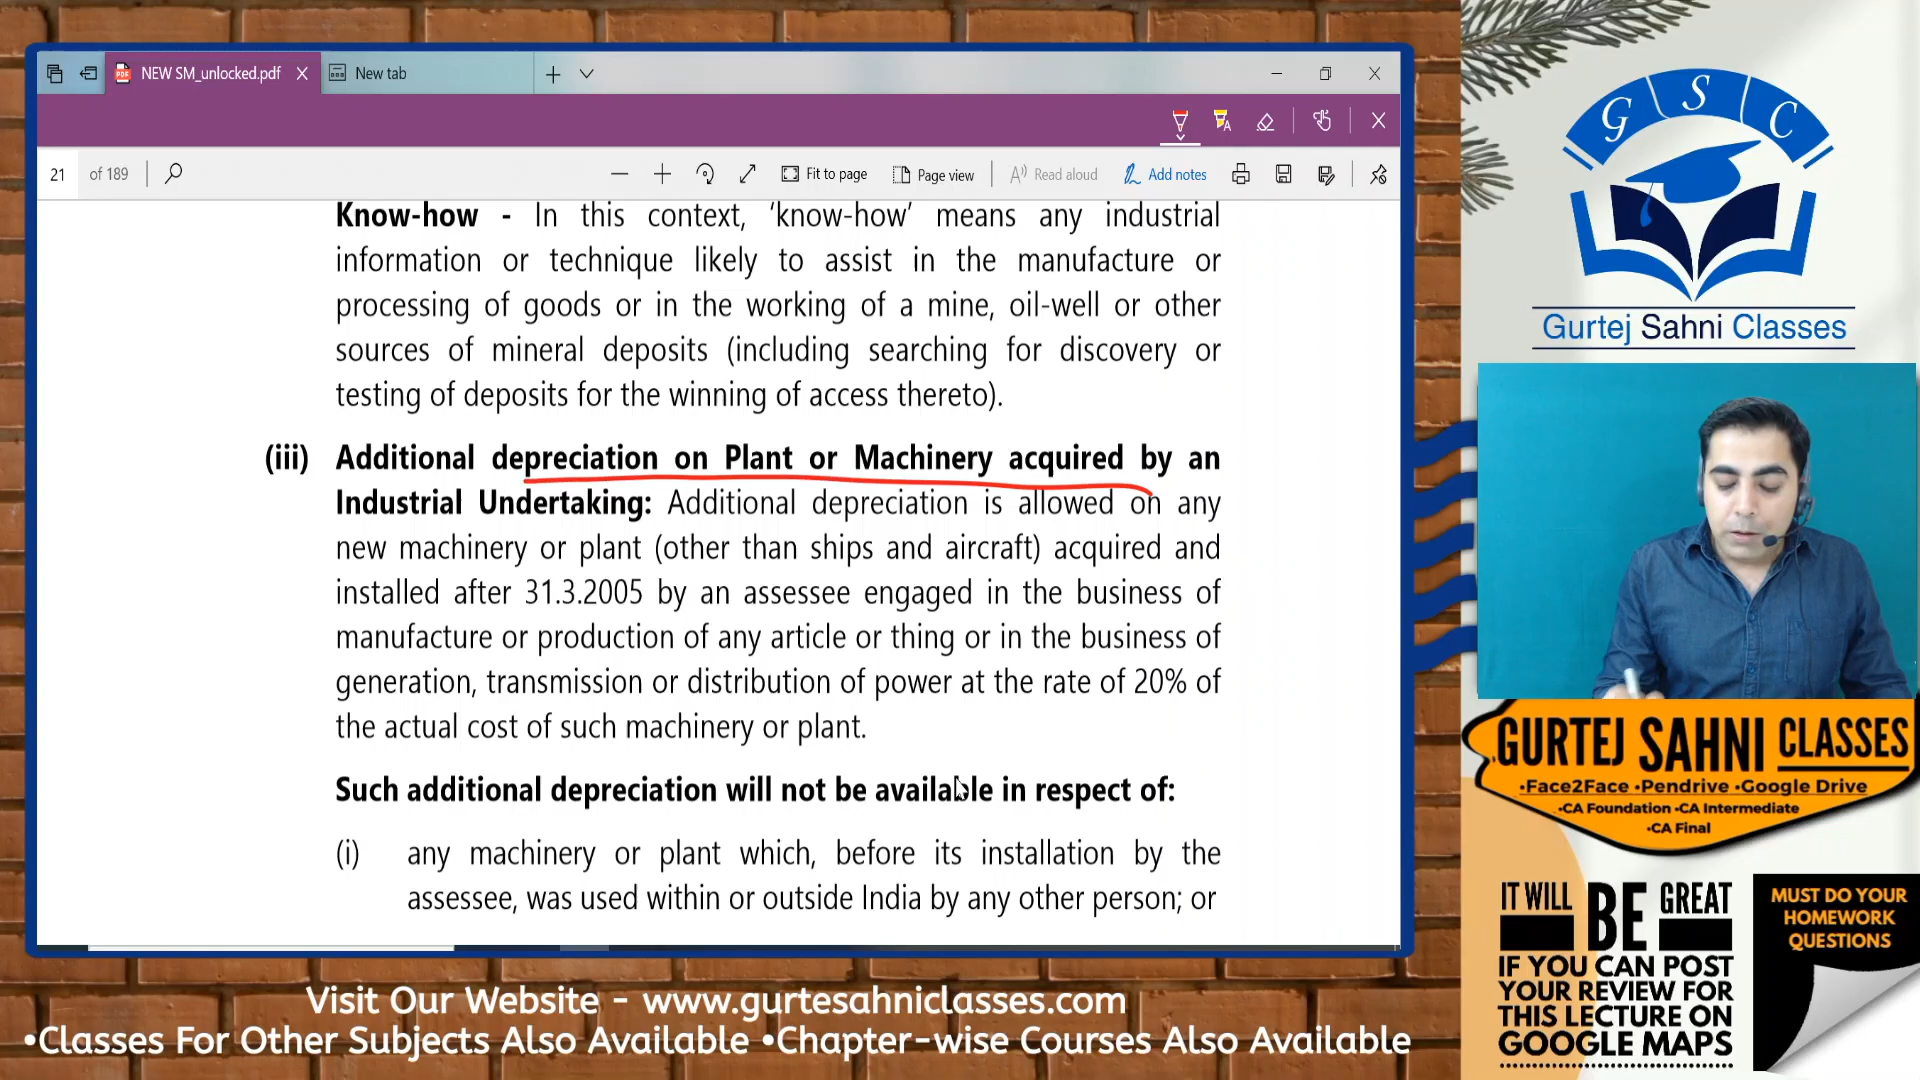 NEW SM_unlocked.pdf
New tab
21 of 189
Fit to page
Page view
Read aloud
Add notes
Know-how - In this context, ‘know-how’ means any industrial
information or technique likely to assist in the manufacture or
processing of goods or in the working of a mine, oil-well or other
sources of mineral deposits (including searching for discovery or
testing of deposits for the winning of access thereto).
(iii) Additional depreciation on Plant or Machinery acquired by an
Industrial Undertaking: Additional depreciation is allowed on any
new machinery or plant (other than ships and aircraft) acquired and
installed after 31.3.2005 by an assessee engaged in the business of
manufacture or production of any article or thing or in the business of
generation, transmission or distribution of power at the rate of 20% of
the actual cost of such machinery or plant.
Such additional depreciation will not be available in respect of:
(i) any machinery or plant which, before its installation by the
assessee, was used within or outside India by any other person; or
G S C
Gurtej Sahni Classes
GURTEJ SAHNI CLASSES
•Face2Face •Pendrive •Google Drive
•CA Foundation •CA Intermediate
•CA Final
IT WILL BE GREAT
IF YOU CAN POST
YOUR REVIEW FOR
THIS LECTURE ON
GOOGLE MAPS
MUST DO YOUR
HOMEWORK
QUESTIONS
Visit Our Website - www.gurtesahniclasses.com
•Classes For Other Subjects Also Available •Chapter-wise Courses Also Available